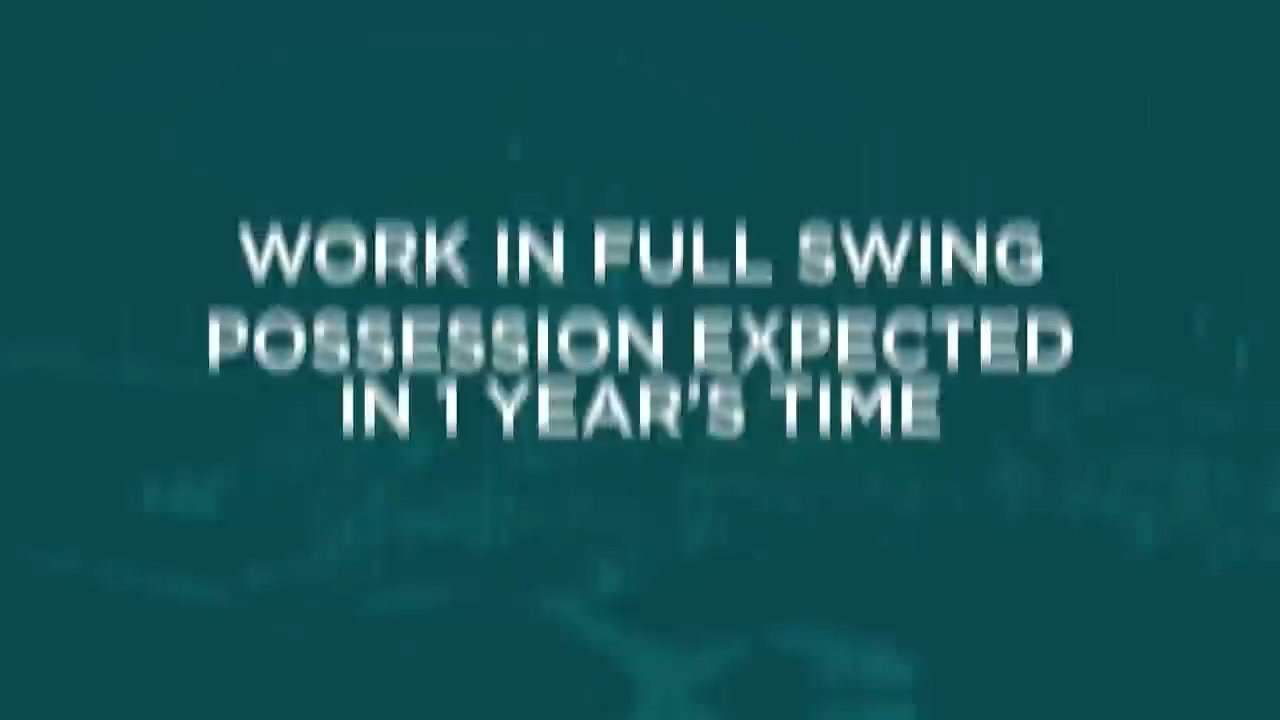 WORK IN FULL SWING
POSSESSION EXPECTED
IN 1 YEAR'S TIME